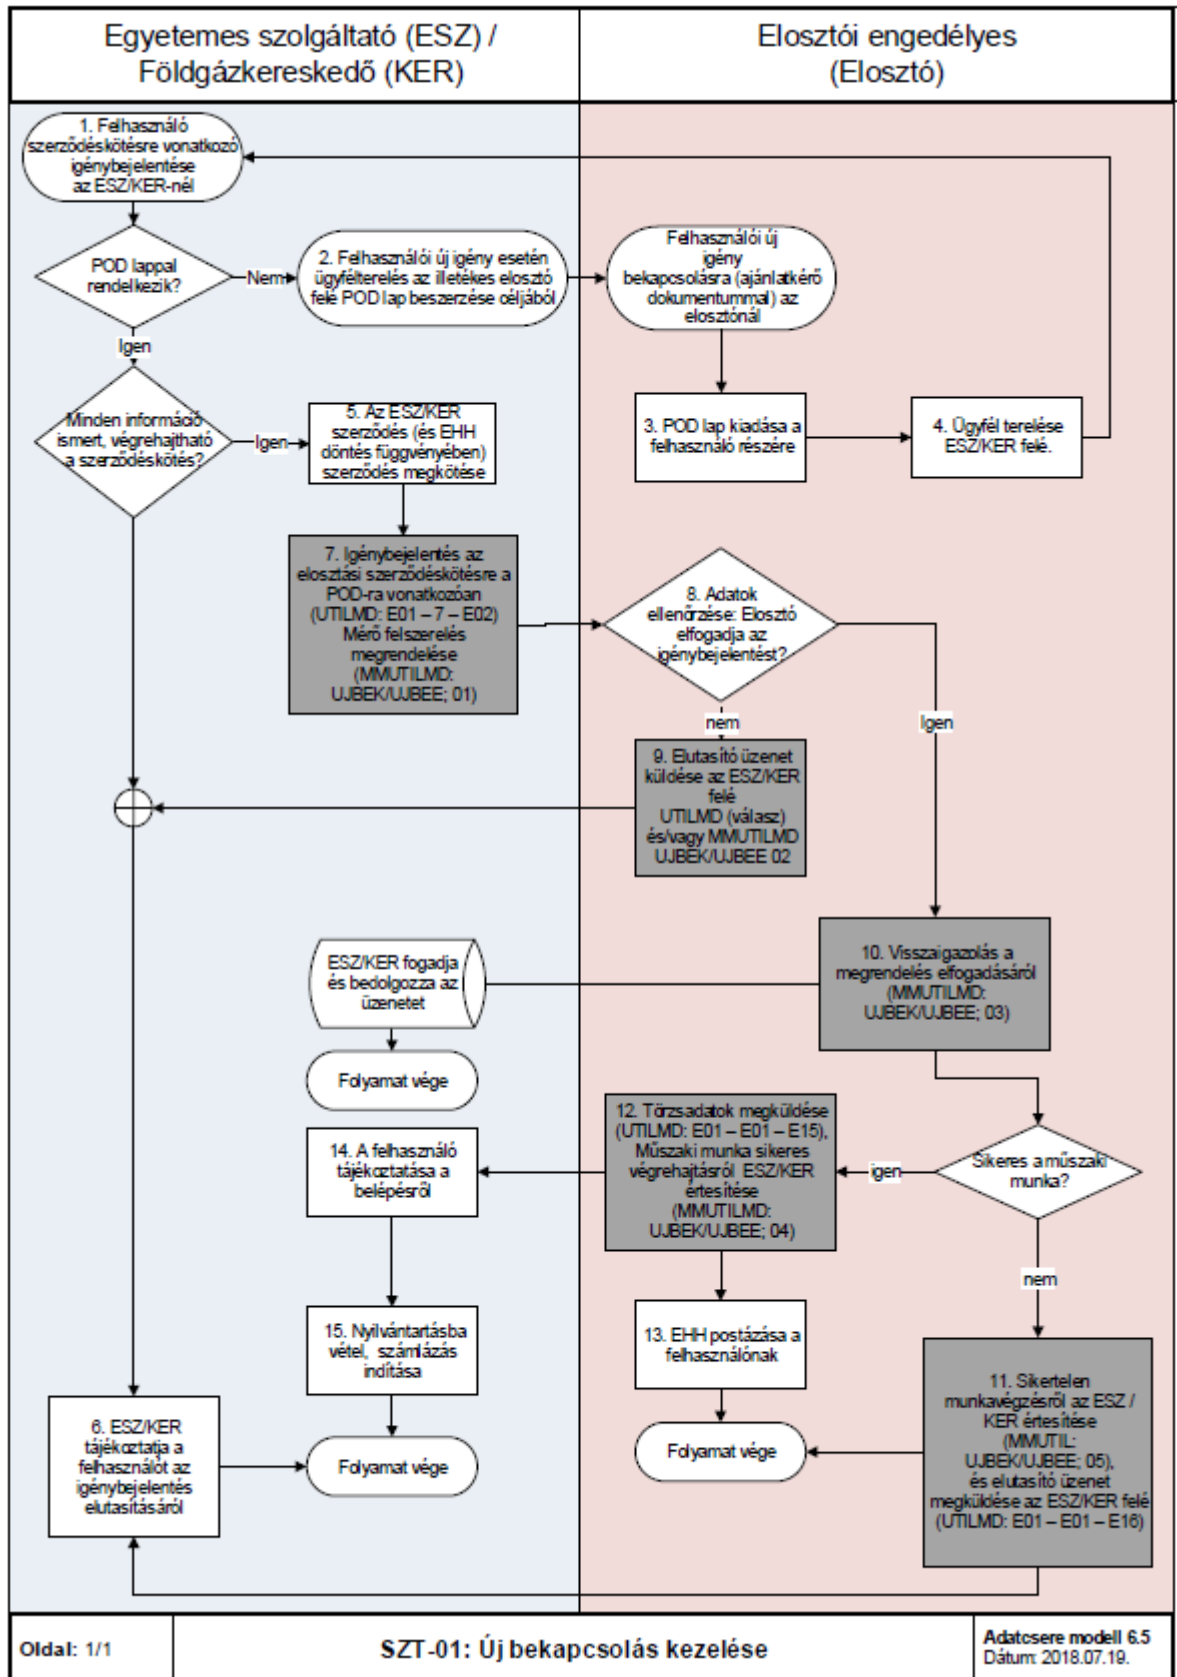 Egyetemes szolgáltató (ESZ) /
Földgázkereskedő (KER)
Elosztói engedélyes
(Elosztó)
1. Felhasználó
szerződéskötésre vonatkozó
igénybejelentése
az ESZ/KER-nél
POD lappal
rendelkezik?
Nem
2. Felhasználói új igény esetén
ügyfélterelés az illetékes elosztó
felé POD lap beszerzése céljából
Felhasználói új
igény
bekapcsolásra (ajánlatkérő
dokumentummal) az
elosztónál
Igen
Minden információ
ismert, végrehajtható
a szerződéskötés?
Igen
5. Az ESZ/KER
szerződés (és EHH
döntés függvényében)
szerződés megkötése
3. POD lap kiadása a
felhasználó részére
4. Ügyfél terelése
ESZ/KER felé.
7. Igénybejelentés az
elosztási szerződéskötésre a
POD-ra vonatkozóan
(UTILMD: E01 – 7 – E02)
Mérő felszerelés
megrendelése
(MMUTILMD:
UJBEK/UJBEE; 01)
8. Adatok
ellenőrzése: Elosztó
elfogadja az
igénybejelentést?
nem
Igen
9. Elutasító üzenet
küldése az ESZ/KER
felé
UTILMD (válasz)
és/vagy MMUTILMD
UJBEK/UJBEE 02
10. Visszaigazolás a
megrendelés elfogadásáról
(MMUTILMD:
UJBEK/UJBEE; 03)
ESZ/KER fogadja
és bedolgozza az
üzenetet
Folyamat vége
12. Törzsadatok megküldése
(UTILMD: E01 – E01 – E15),
Műszaki munka sikeres
végrehajtásról ESZ/KER
értesítése
(MMUTILMD:
UJBEK/UJBEE; 04)
igen
Sikeres a műszaki
munka?
14. A felhasználó
tájékoztatása a
belépésről
nem
15. Nyilvántartásba
vétel, számlázás
indítása
13. EHH postázása a
felhasználónak
11. Sikertelen
munkavégzésről az ESZ /
KER értesítése
(MMUTIL:
UJBEK/UJBEE; 05),
és elutasító üzenet
megküldése az ESZ/KER felé
(UTILMD: E01 – E01 – E16)
6. ESZ/KER
tájékoztatja a
felhasználót az
igénybejelentés
elutasításáról
Folyamat vége
Folyamat vége
Oldal: 1/1
SZT-01: Új bekapcsolás kezelése
Adatcsere modell 6.5
Dátum: 2018.07.19.